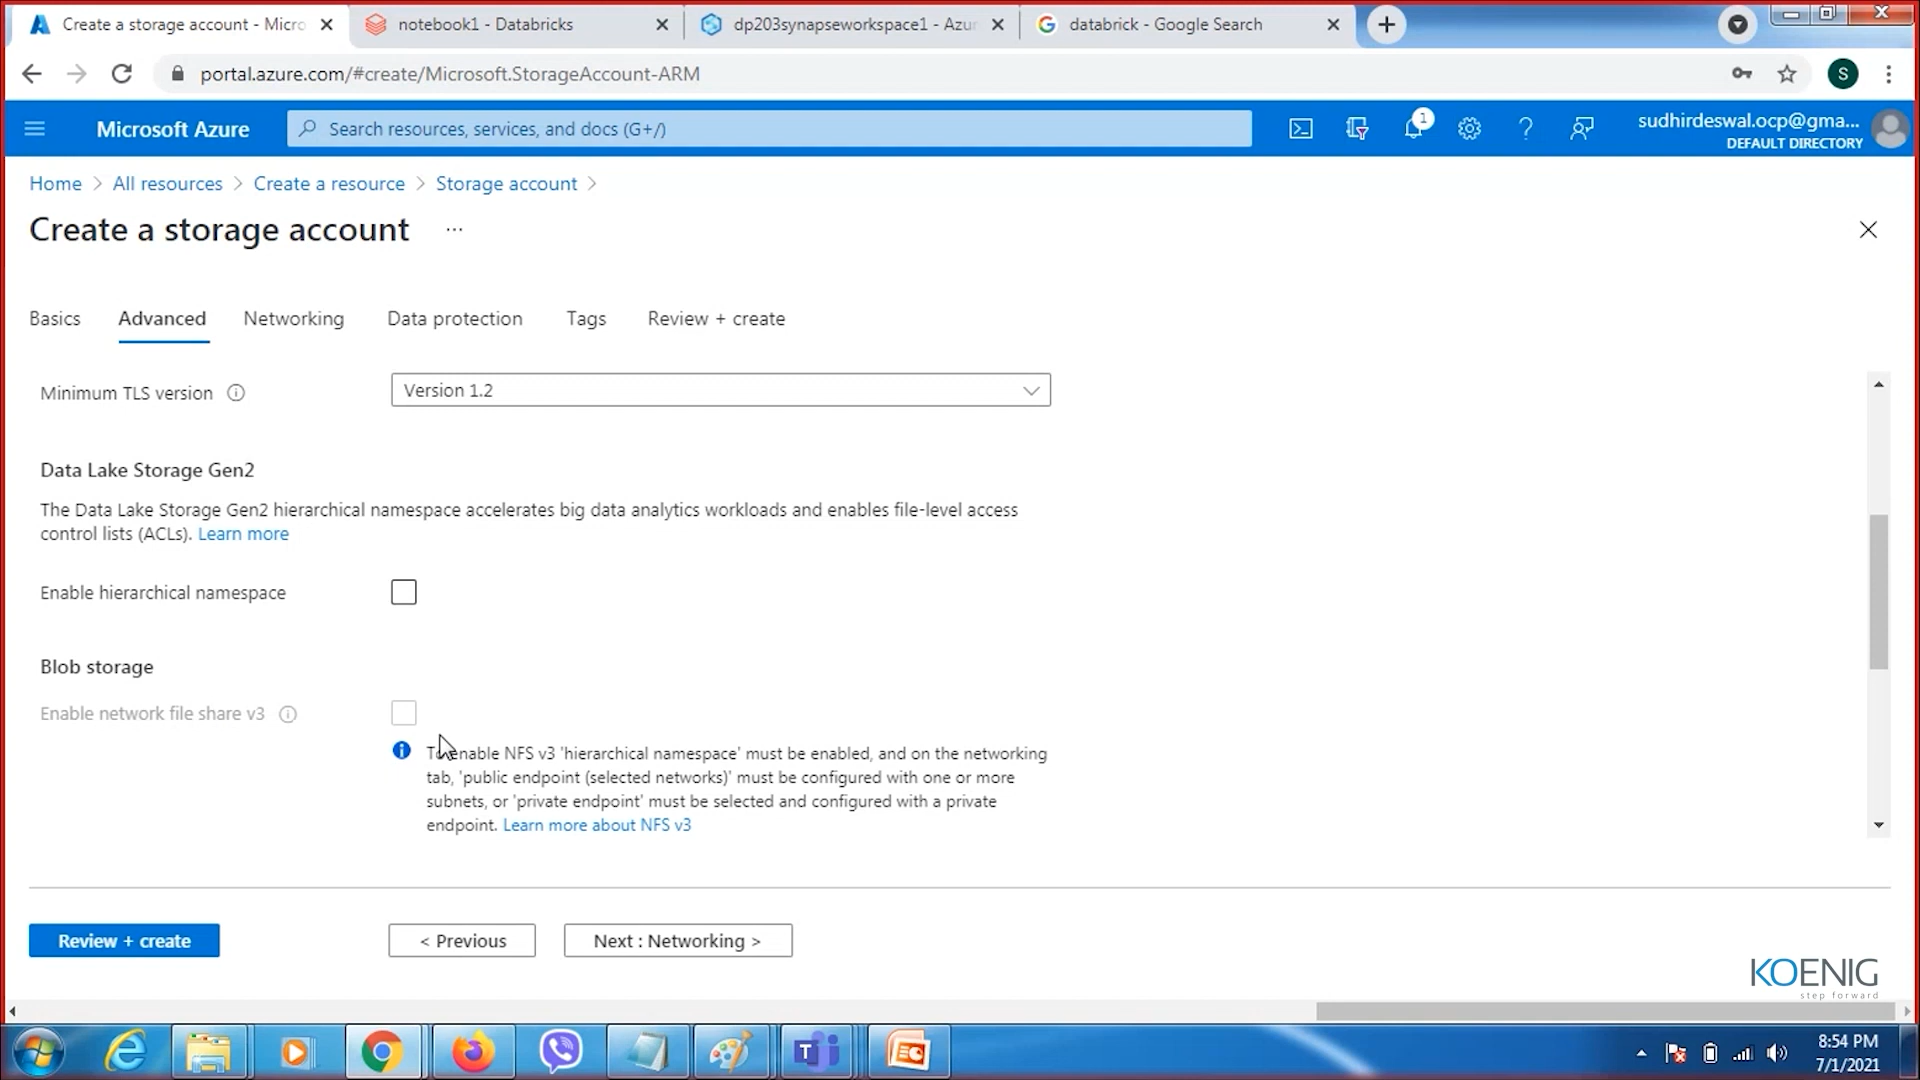 Create a storage account - Micro
notebook1 - Databricks
dp203synapseworkspace1 - Azur
databrick - Google Search
portal.azure.com/#create/Microsoft.StorageAccount-ARM
S
Microsoft Azure
Search resources, services, and docs (G+/)
1
sudhirdeswal.ocp@gma...
DEFAULT DIRECTORY
Home > All resources > Create a resource > Storage account >
Create a storage account ...
Basics Advanced Networking Data protection Tags Review + create
Minimum TLS version
Version 1.2
Data Lake Storage Gen2
The Data Lake Storage Gen2 hierarchical namespace accelerates big data analytics workloads and enables file-level access
control lists (ACLs). Learn more
Enable hierarchical namespace
Blob storage
Enable network file share v3
To enable NFS v3 'hierarchical namespace' must be enabled, and on the networking
tab, 'public endpoint (selected networks)' must be configured with one or more
subnets, or 'private endpoint' must be selected and configured with a private
endpoint. Learn more about NFS v3
Review + create
< Previous
Next : Networking >
KOENIG
step forward
8:54 PM
7/1/2021